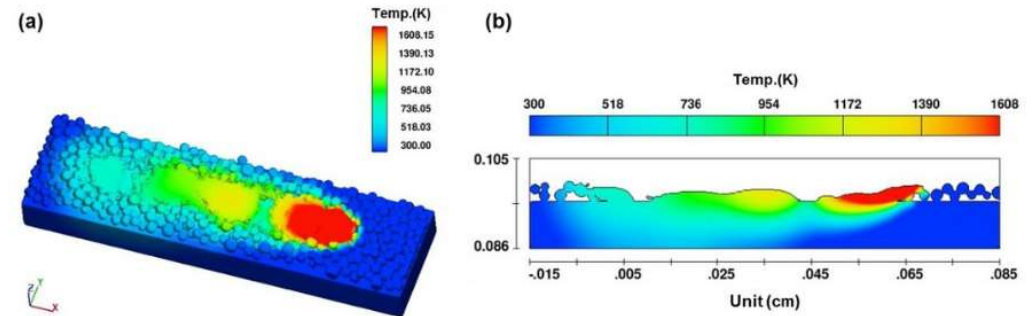 (a)
Temp.(K)
1608.15
1390.13
1172.10
954.08
736.05
518.03
300.00
Z
Y
X
(b)
Temp.(K)
300 518 736 954 1172 1390 1608
0.105
0.086
-.015 .005 .025 .045 .065 .085
Unit (cm)